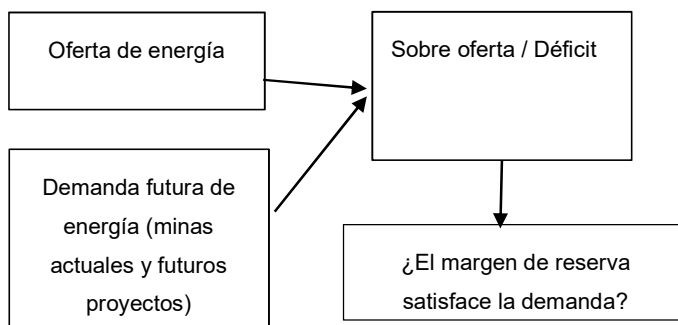 Oferta de energía
Sobre oferta / Déficit
Demanda futura de
energía (minas
actuales y futuros
proyectos)
¿El margen de reserva
satisface la demanda?